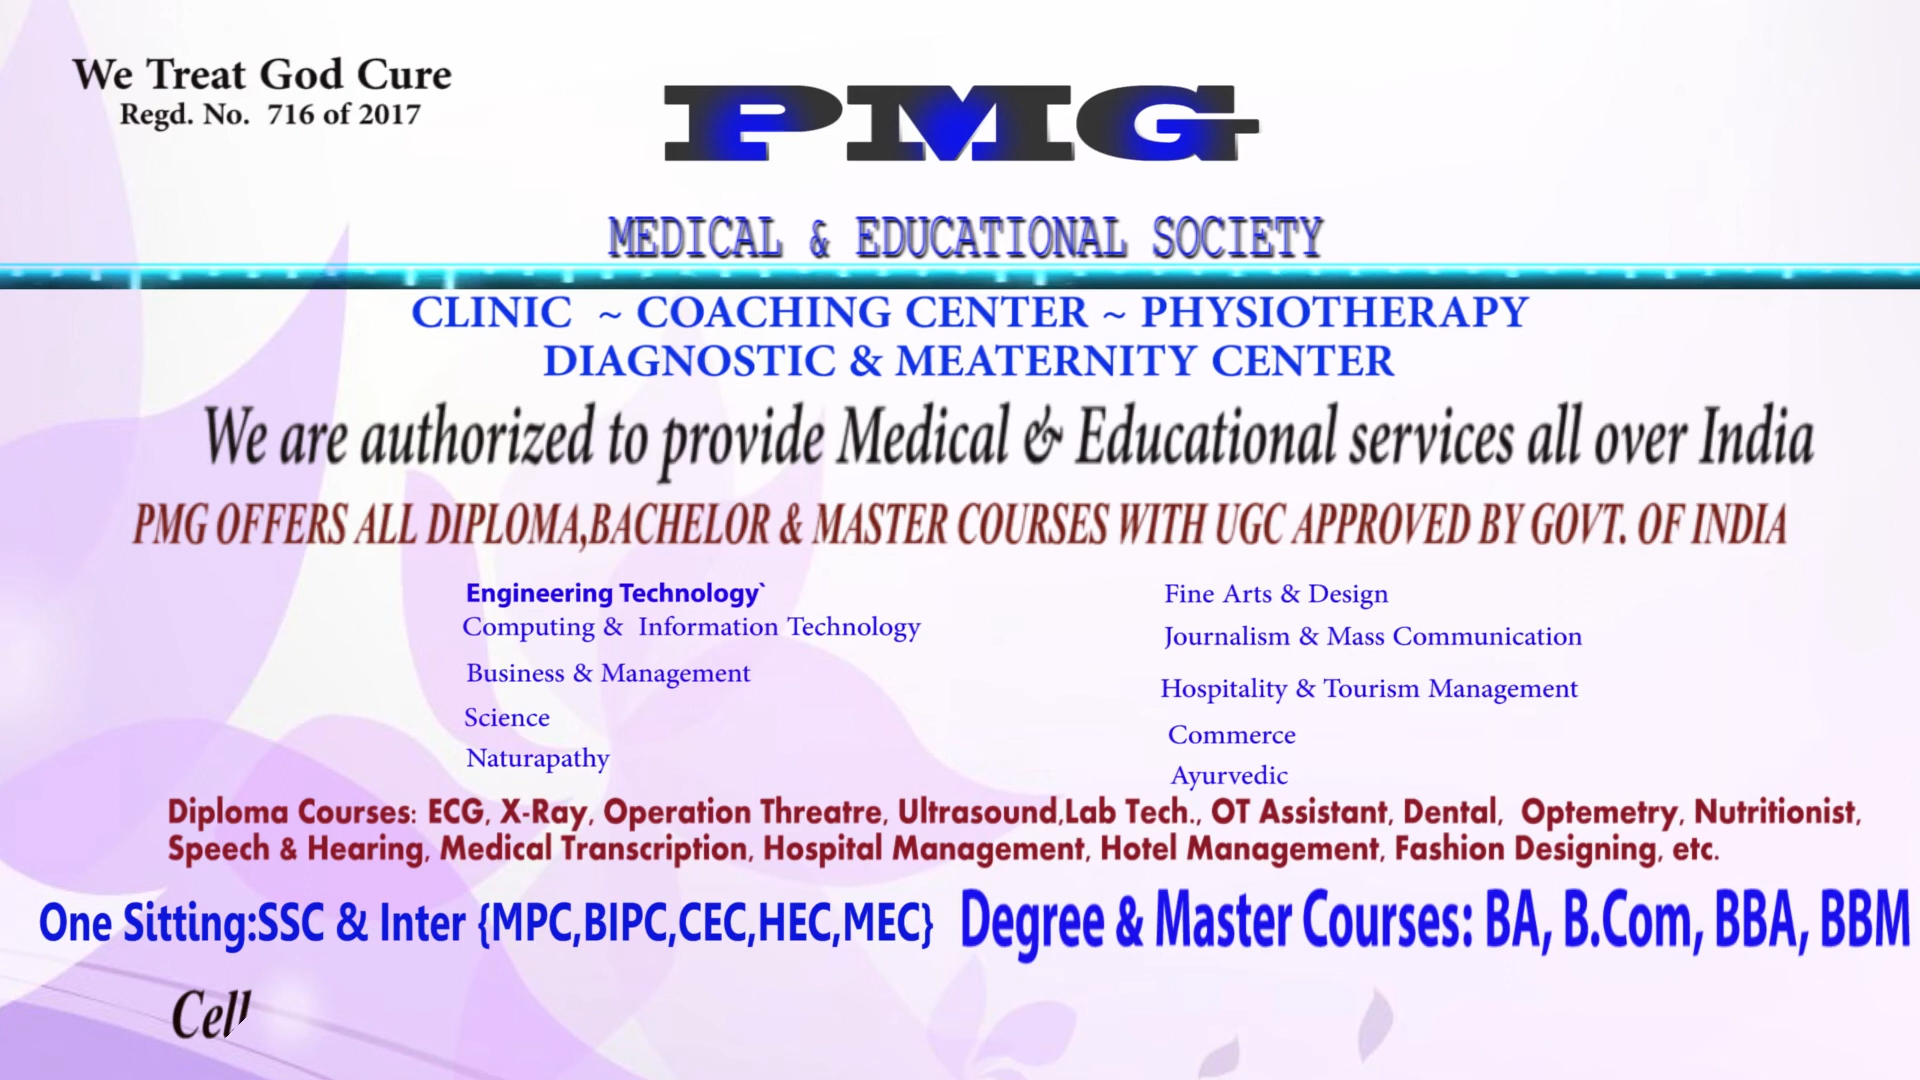 We Treat God Cure
Regd. No. 716 of 2017
PMG
MEDICAL & EDUCATIONAL SOCIETY
CLINIC ~ COACHING CENTER ~ PHYSIOTHERAPY
DIAGNOSTIC & MEATERNITY CENTER
We are authorized to provide Medical & Educational services all over India
PMG OFFERS ALL DIPLOMA,BACHELOR & MASTER COURSES WITH UGC APPROVED BY GOVT. OF INDIA
Engineering Technology`
Computing & Information Technology
Business & Management
Science
Naturapathy
Fine Arts & Design
Journalism & Mass Communication
Hospitality & Tourism Management
Commerce
Ayurvedic
Diploma Courses: ECG, X-Ray, Operation Threatre, Ultrasound,Lab Tech., OT Assistant, Dental, Optemetry, Nutritionist,
Speech & Hearing, Medical Transcription, Hospital Management, Hotel Management, Fashion Designing, etc.
One Sitting:SSC & Inter {MPC,BIPC,CEC,HEC,MEC} Degree & Master Courses: BA, B.Com, BBA, BBM
Cell